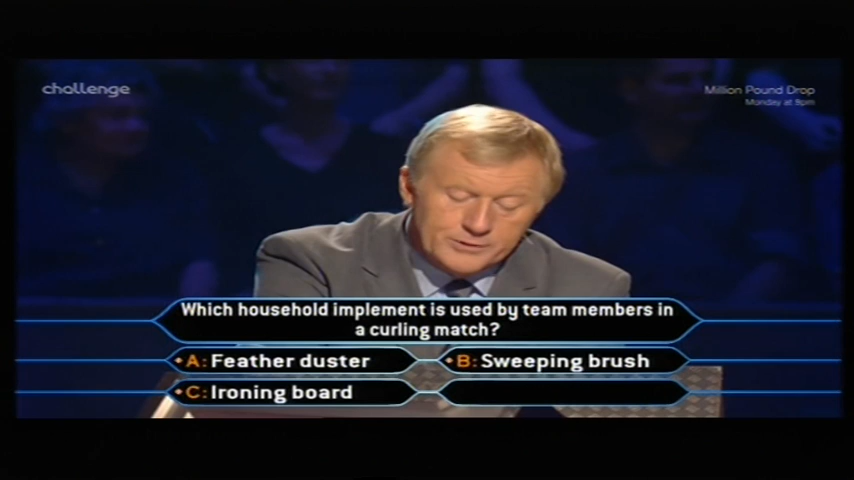 challenge
Million Pound Drop
Monday at 8pm
Which household implement is used by team members in
a curling match?
A: Feather duster
B: Sweeping brush
C: Ironing board